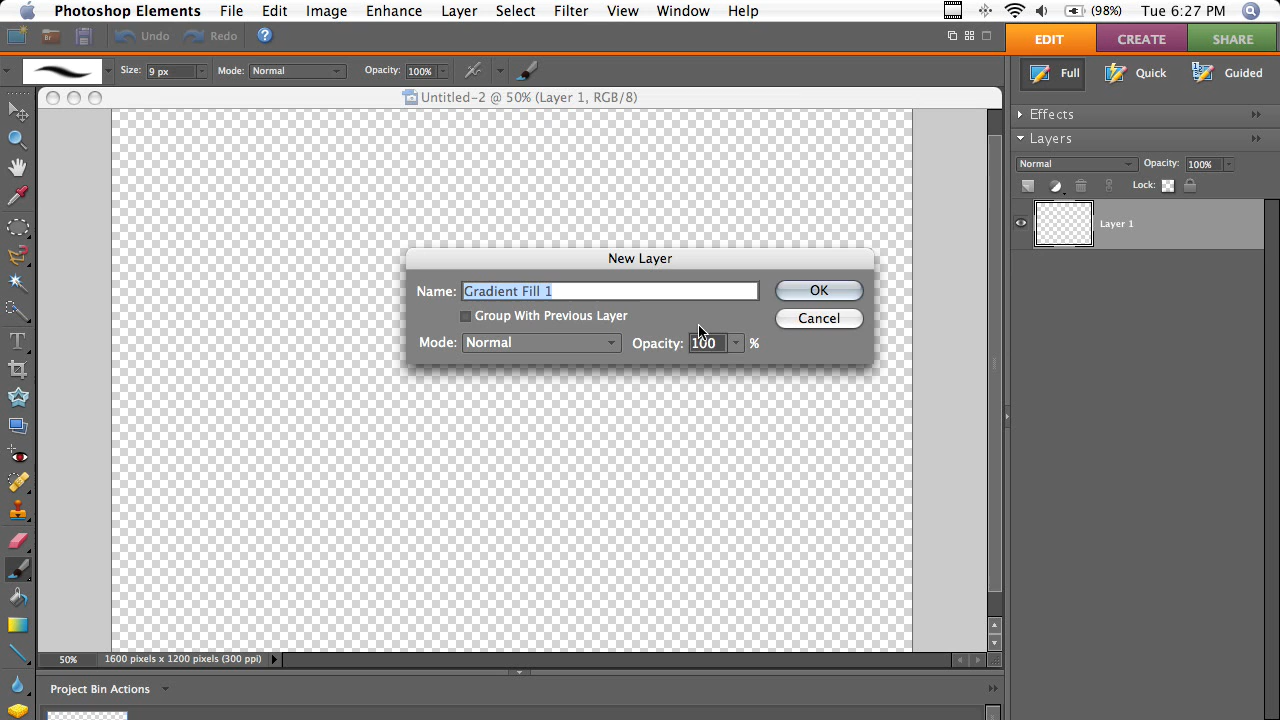 Photoshop Elements File Edit Image Enhance Layer Select Filter View Window Help (98%) Tue 6:27 PM
Br Undo Redo ? EDIT CREATE SHARE
Size: 9 px Mode: Normal Opacity: 100% Full Quick Guided
Untitled-2 @ 50% (Layer 1, RGB/8)
Effects
Layers
Normal Opacity: 100%
Lock:
Layer 1
New Layer
Name: Gradient Fill 1 OK
Group With Previous Layer Cancel
Mode: Normal Opacity: 100 %
T
50% 1600 pixels x 1200 pixels (300 ppi)
Project Bin Actions